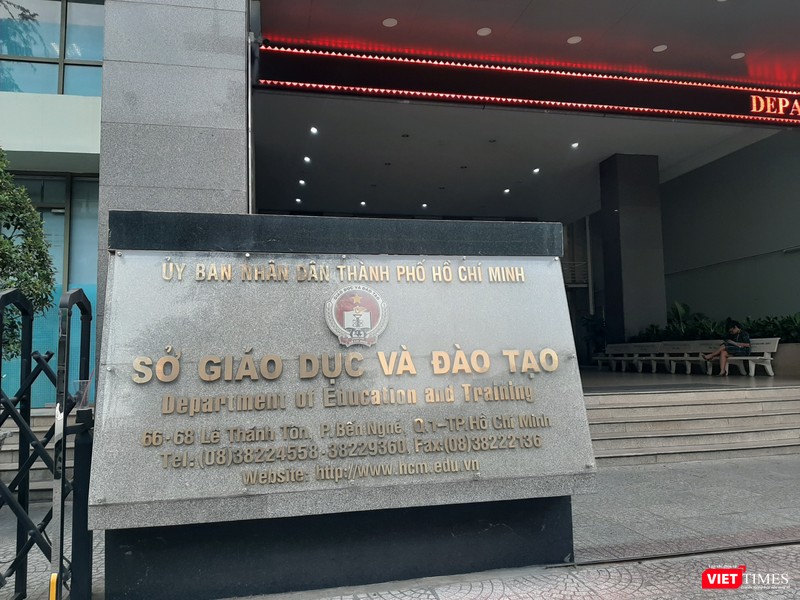 DEPA
ỦY BAN NHÂN DÂN THÀNH PHỐ HỒ CHÍ MINH
SỞ GIÁO DỤC VÀ ĐÀO TẠO
Department of Education and Training
66-68 Lê Thánh Tôn, P.Bến Nghé, Q.1-TP.Hồ Chí Minh
Tel:(08)38224558-38229360, Fax:(08)38222136
Website: http://www.hcm.edu.vn
VIETTIMES